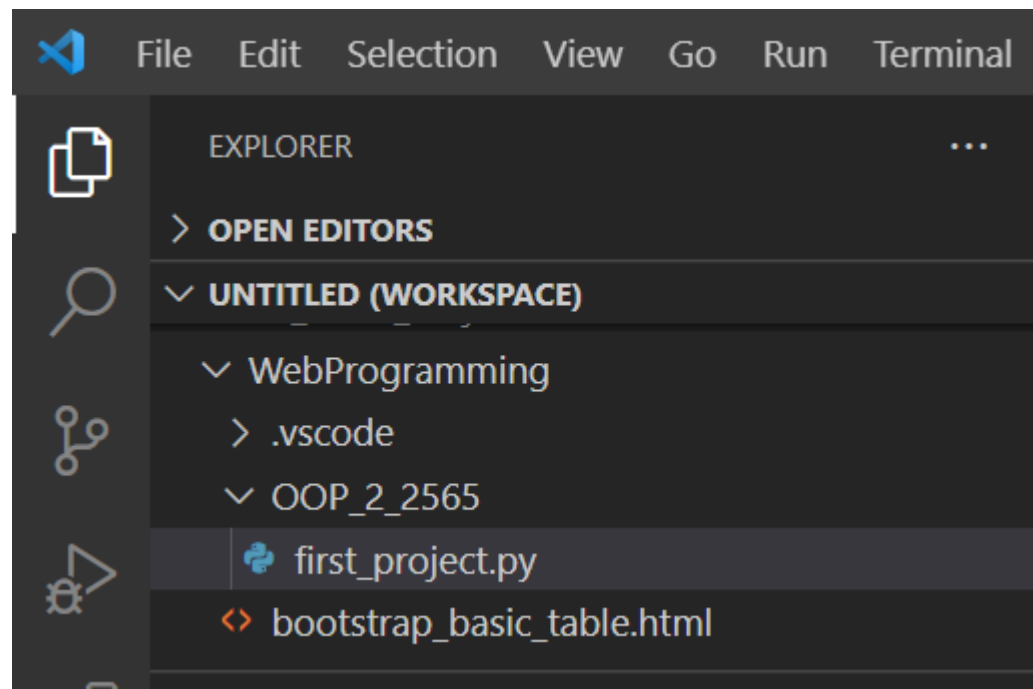 File Edit Selection View Go Run Terminal
EXPLORER
OPEN EDITORS
UNTITLED (WORKSPACE)
WebProgramming
.vscode
OOP_2_2565
first_project.py
bootstrap_basic_table.html